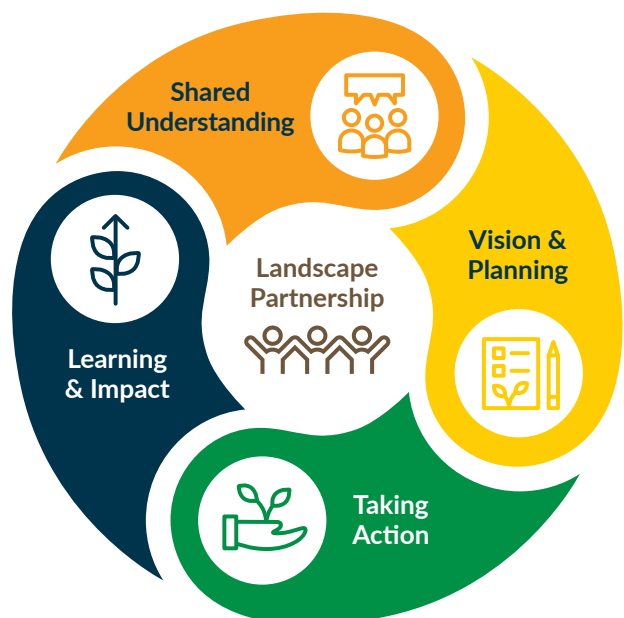 Shared
Understanding
Vision &
Planning
Landscape
Partnership
Learning
& Impact
Taking
Action